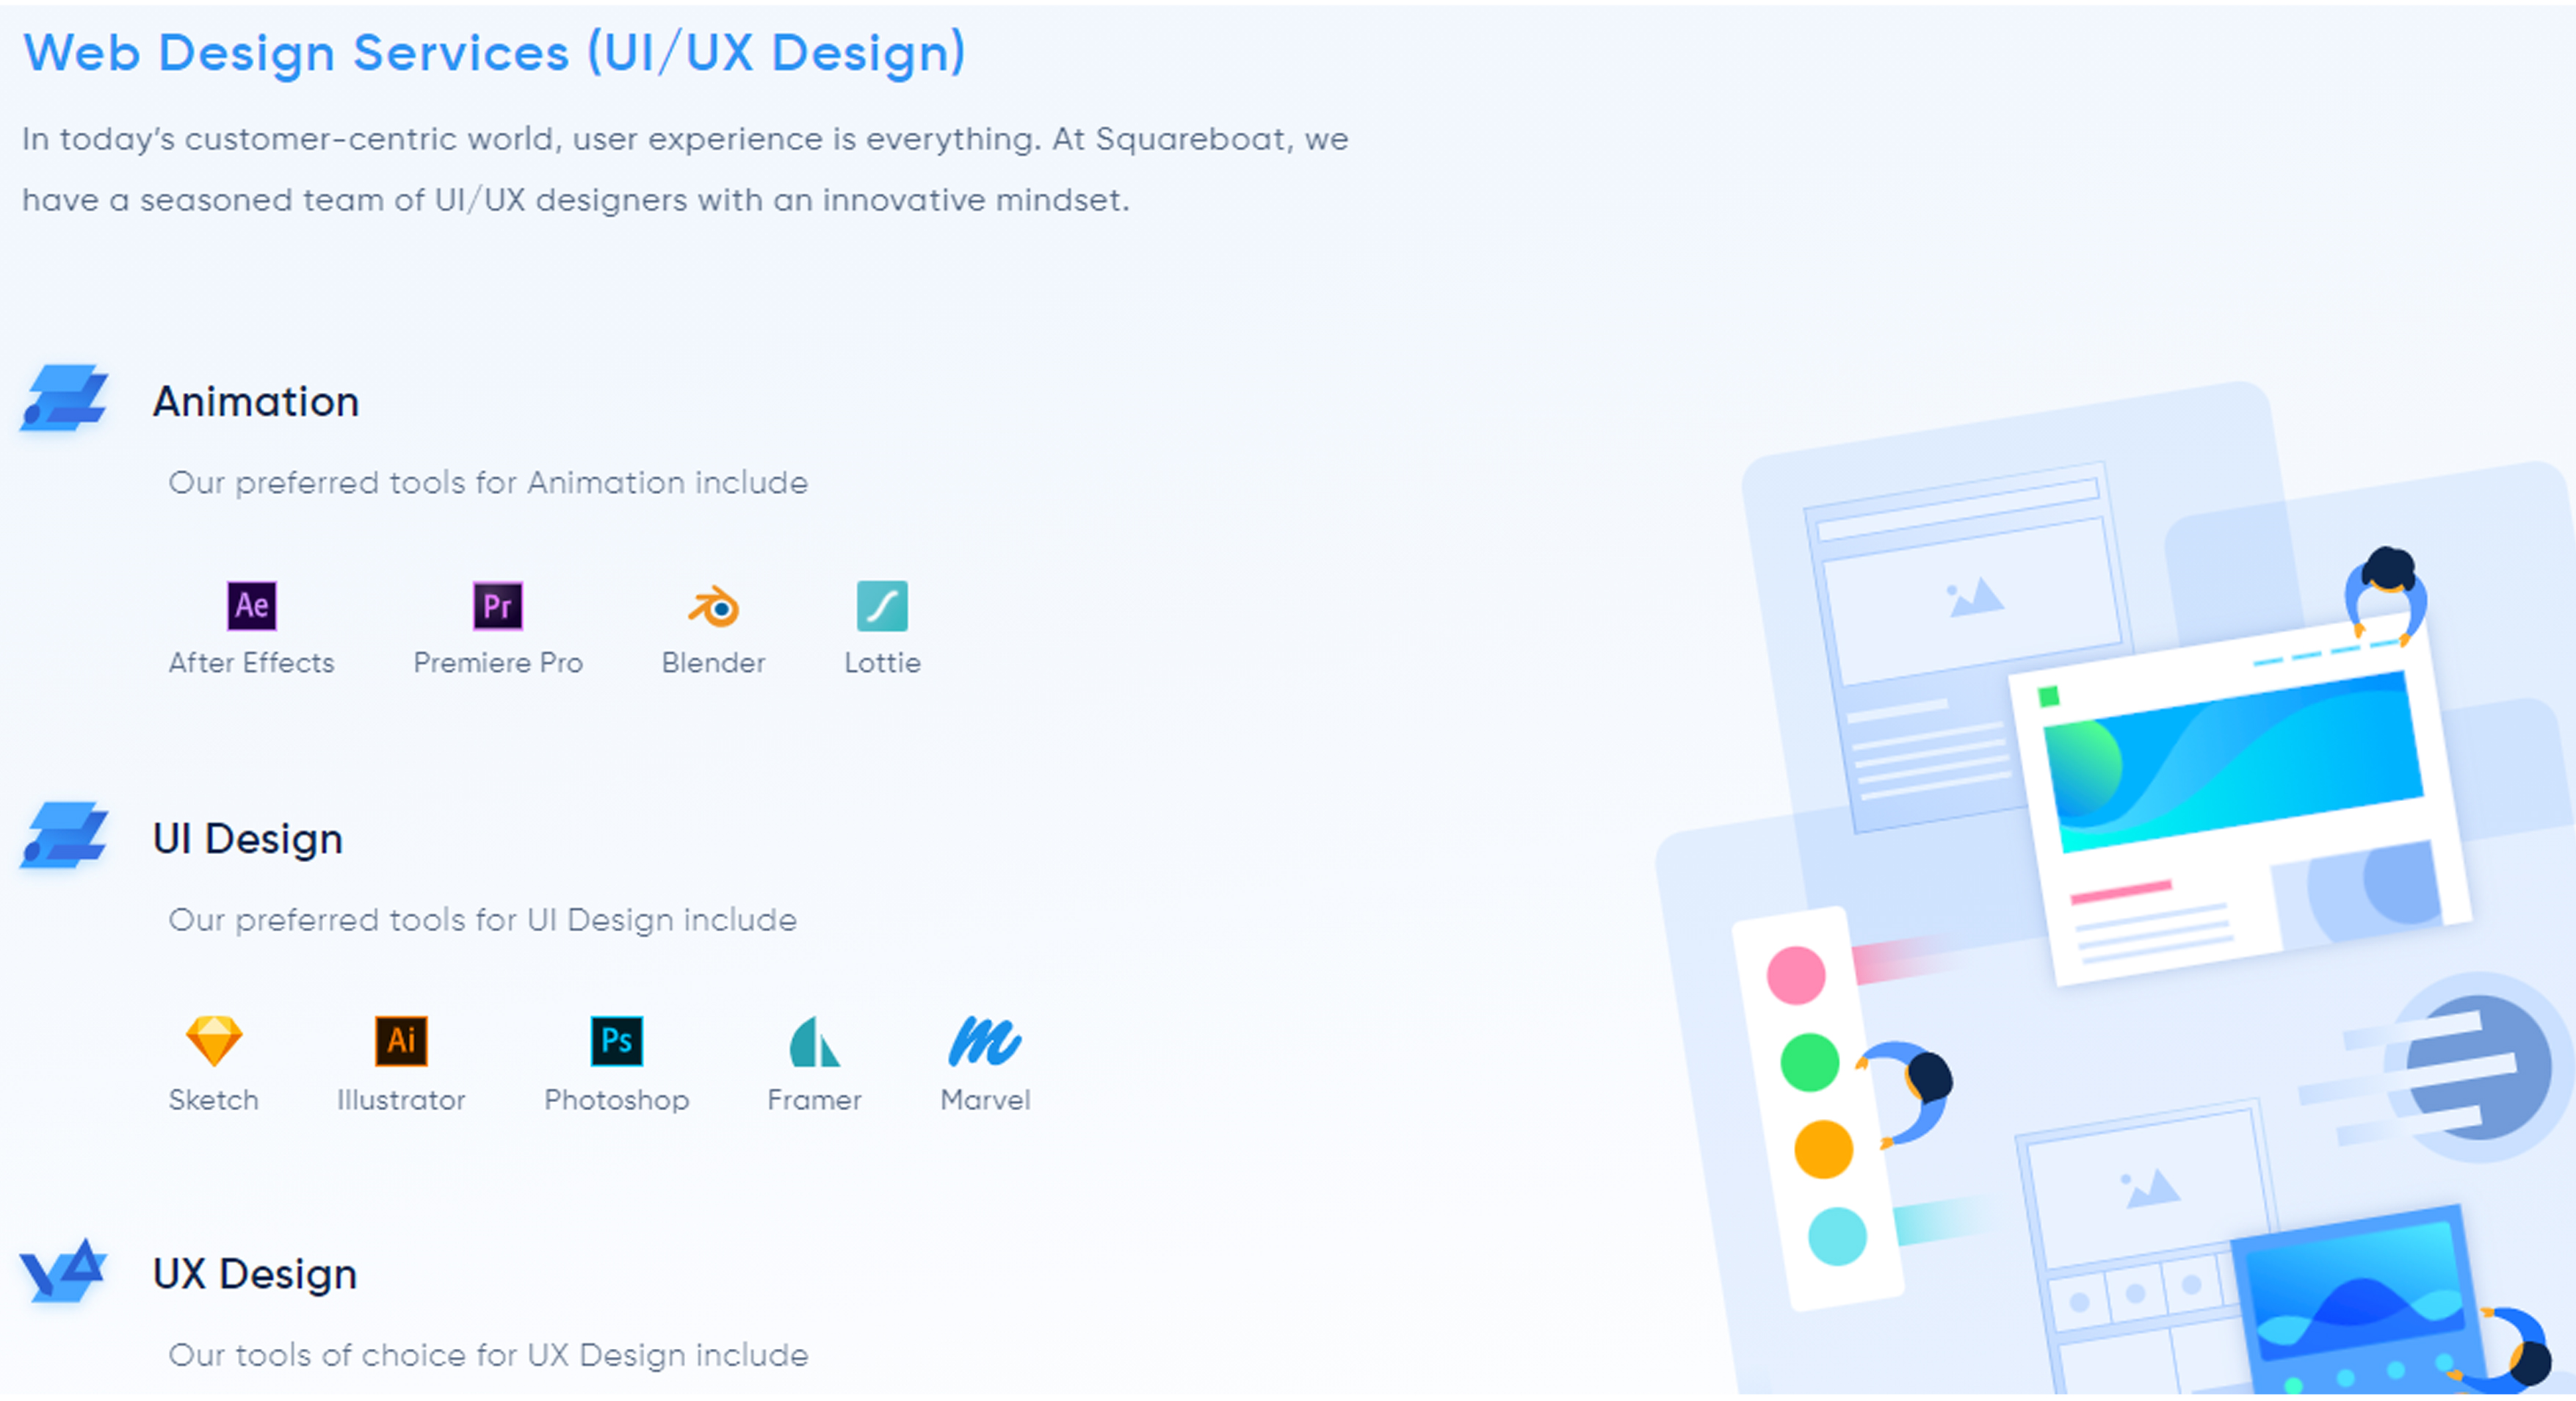 Web Design Services (UI/UX Design)
In today’s customer-centric world, user experience is everything. At Squareboat, we
have a seasoned team of UI/UX designers with an innovative mindset.
Animation
Our preferred tools for Animation include
Ae Pr
After Effects Premiere Pro Blender Lottie
UI Design
Our preferred tools for UI Design include
Ai Ps
Sketch Illustrator Photoshop Framer Marvel
UX Design
Our tools of choice for UX Design include